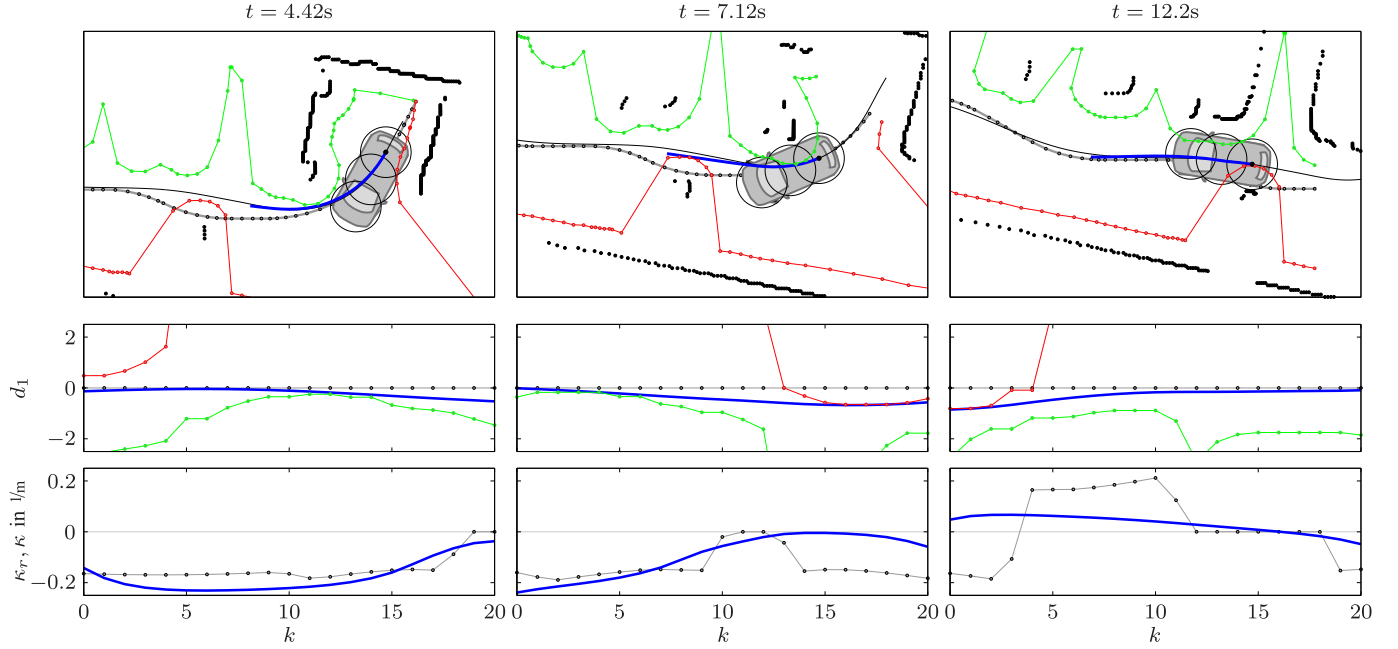 t = 4.42s
t = 7.12s
t = 12.2s
d₁
2
0
−2
κᵣ, κ in 1/m
0.2
0
−0.2
0 5 10 15 20
0 5 10 15 20
0 5 10 15 20
k
k
k